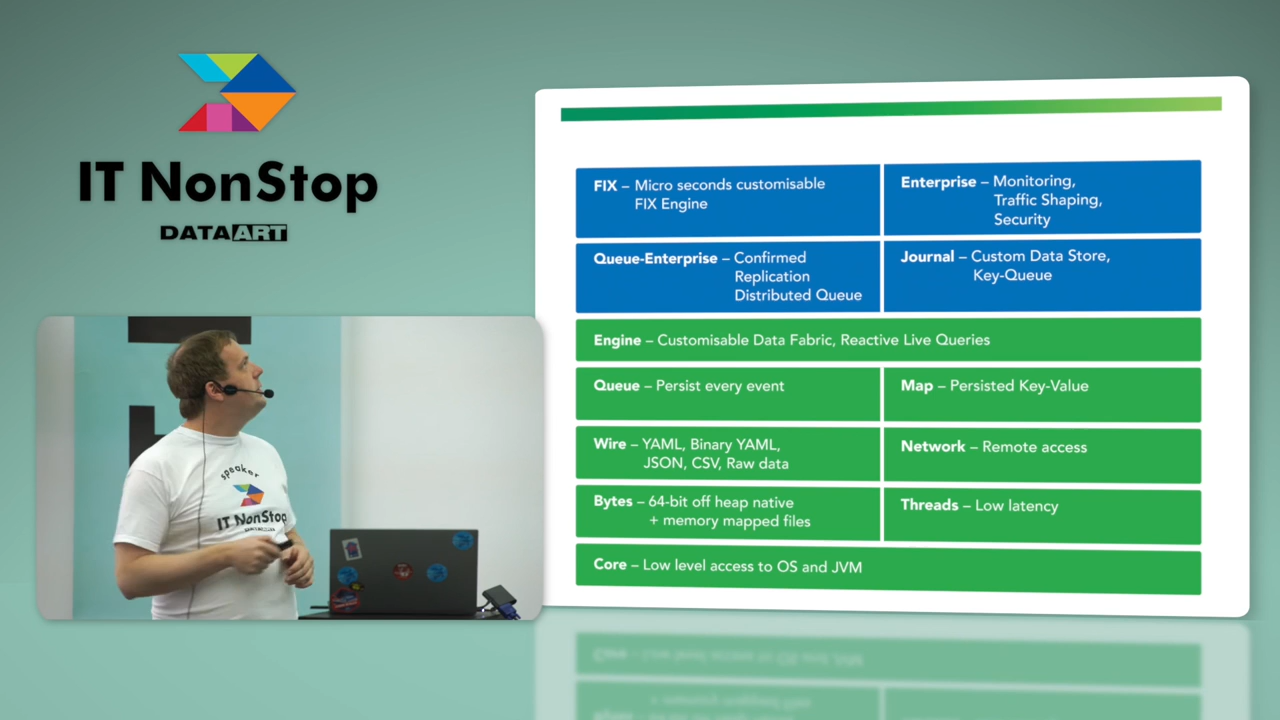 IT NonStop
DATAART
FIX – Micro seconds customisable
FIX Engine
Enterprise – Monitoring,
Traffic Shaping,
Security
Queue-Enterprise – Confirmed
Replication
Distributed Queue
Journal – Custom Data Store,
Key-Queue
Engine – Customisable Data Fabric, Reactive Live Queries
Queue – Persist every event
Map – Persisted Key-Value
Wire – YAML, Binary YAML,
JSON, CSV, Raw data
Network – Remote access
Bytes – 64-bit off heap native
+ memory mapped files
Threads – Low latency
Core – Low level access to OS and JVM
speaker
IT NonStop